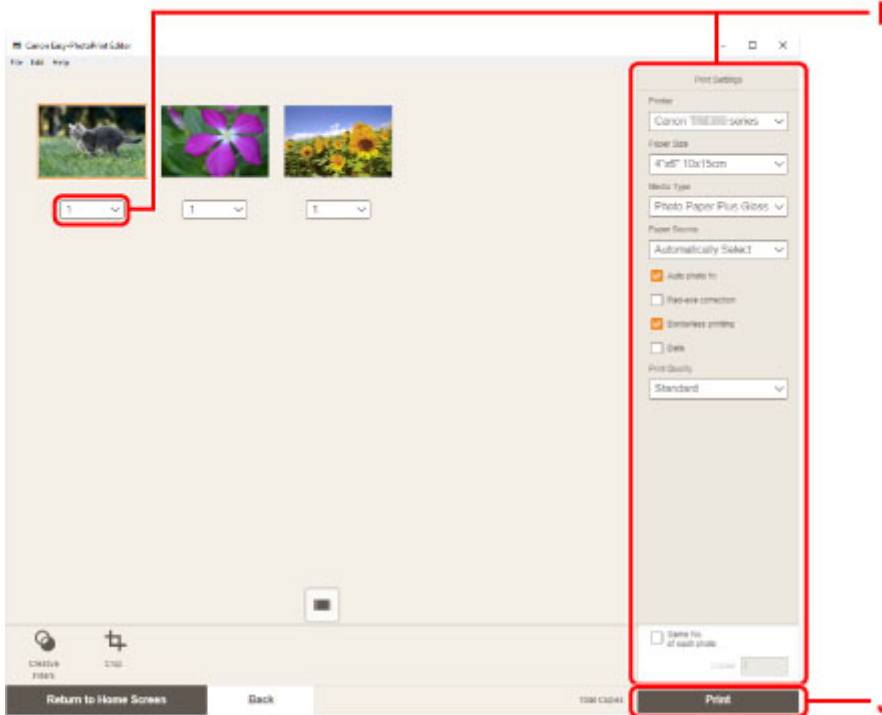 Canon Easy-PhotoPrint Editor
File Edit Help
Print Settings
Printer
Canon series
Paper Size
4"x6" 10x15cm
Media Type
Photo Paper Plus Gloss
1 1 1
Paper Source
Automatically Select
Auto photo fix
Red-eye correction
Borderless printing
Date
Print Quality
Standard
Same No.
of each photo
Copies
Creative
Filters
Crop
Return to Home Screen
Back
Total Copies
Print